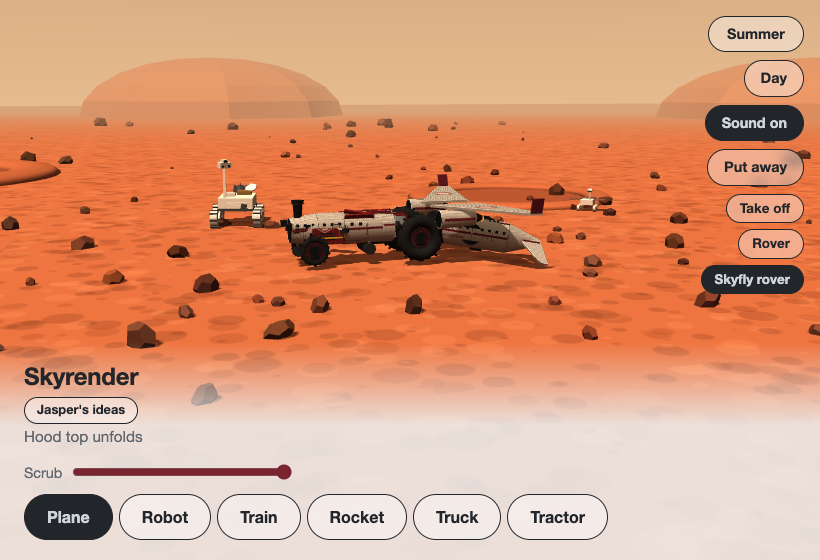 Summer
Day
Sound on
Put away
Take off
Rover
Skyfly rover
Skyrender
Jasper's ideas
Hood top unfolds
Scrub
Plane Robot Train Rocket Truck Tractor